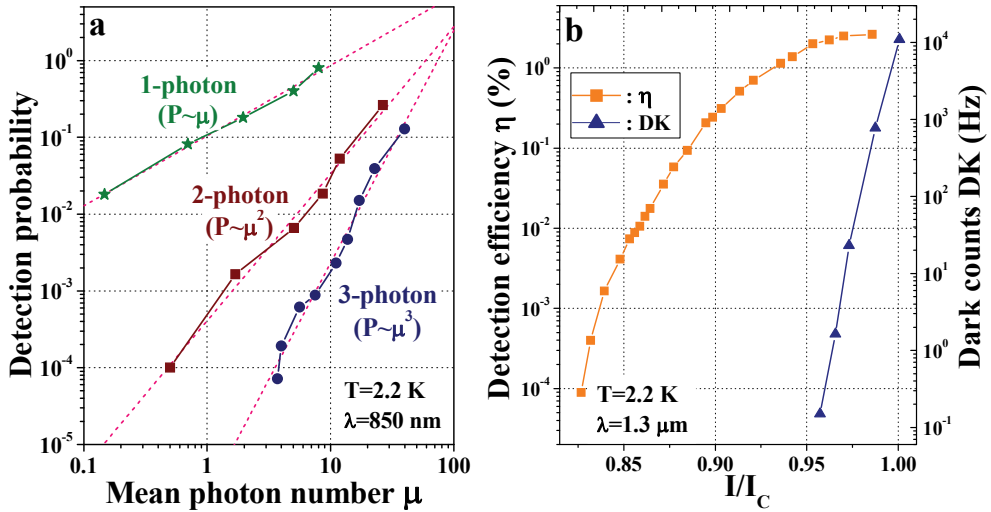 a
10^0
10^-1
10^-2
10^-3
10^-4
10^-5
Detection probability
1-photon
(P~μ)
2-photon
(P~μ^2)
3-photon
(P~μ^3)
T=2.2 K
λ=850 nm
0.1
1
10
100
Mean photon number μ
b
10^0
10^-1
10^-2
10^-3
10^-4
Detection efficiency η (%)
: η
: DK
T=2.2 K
λ=1.3 μm
10^4
10^3
10^2
10^1
10^0
10^-1
Dark counts DK (Hz)
0.85
0.90
0.95
1.00
I/I_C